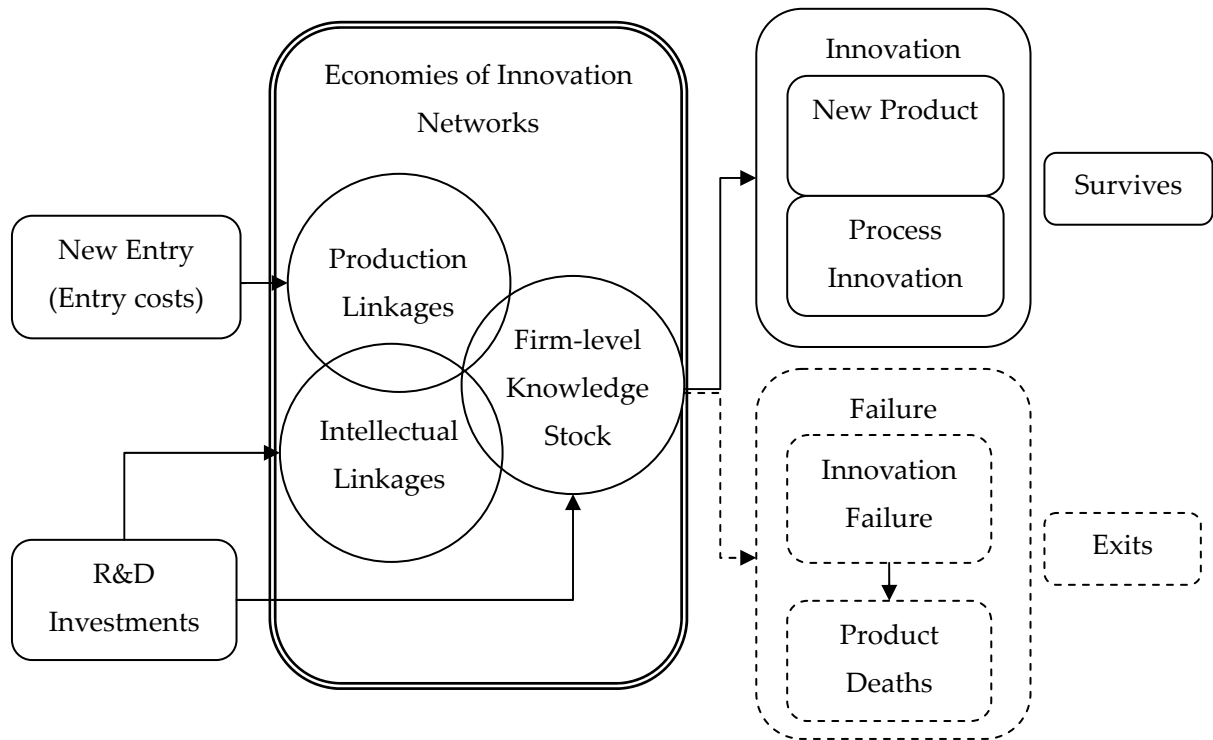 Economies of Innovation
Networks
New Entry
(Entry costs)
R&D
Investments
Production
Linkages
Intellectual
Linkages
Firm-level
Knowledge
Stock
Innovation
New Product
Process
Innovation
Survives
Failure
Innovation
Failure
Product
Deaths
Exits